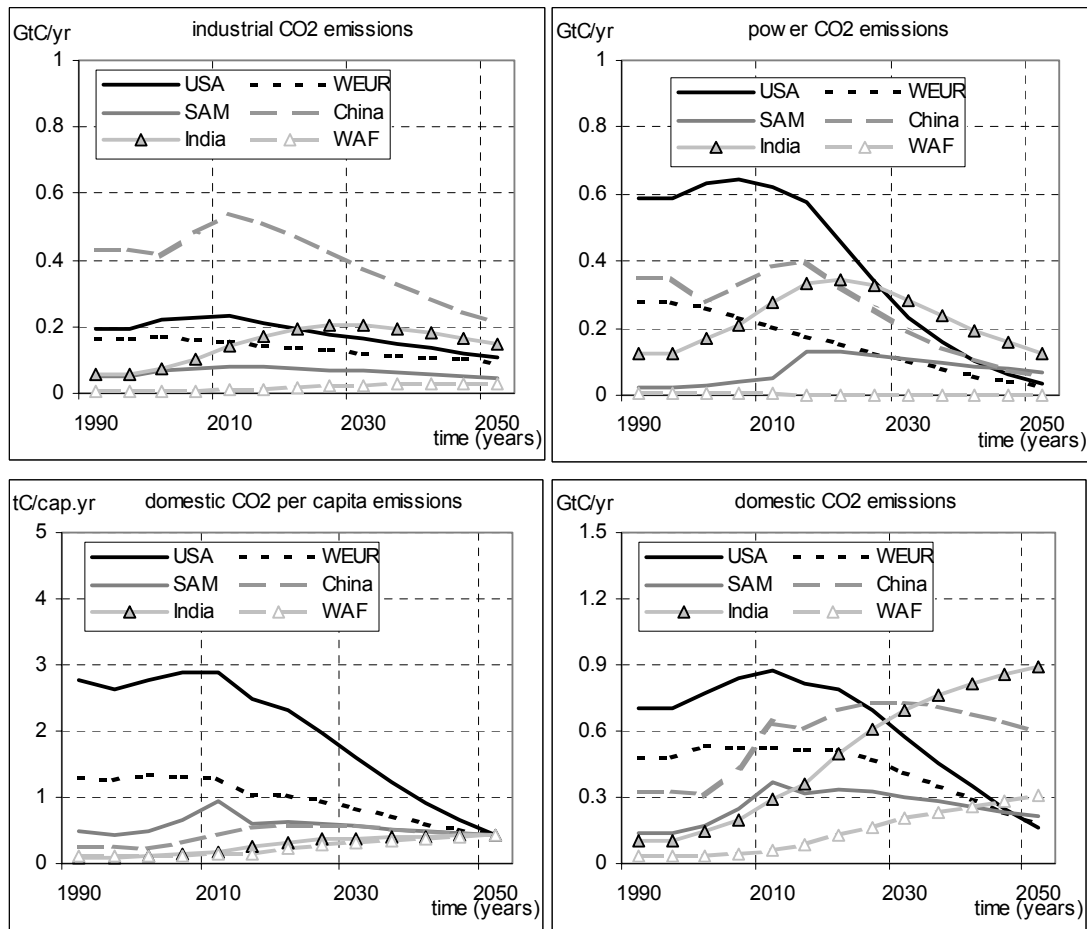 GtC/yr industrial CO2 emissions
1
USA WEUR
SAM China
India WAF
0.8
0.6
0.4
0.2
0
1990 2010 2030 2050
time (years)
GtC/yr power CO2 emissions
1
USA WEUR
SAM China
India WAF
0.8
0.6
0.4
0.2
0
1990 2010 2030 2050
time (years)
tC/cap.yr domestic CO2 per capita emissions
5
USA WEUR
SAM China
India WAF
4
3
2
1
0
1990 2010 2030 2050
time (years)
GtC/yr domestic CO2 emissions
1.5
USA WEUR
SAM China
India WAF
1.2
0.9
0.6
0.3
0
1990 2010 2030 2050
time (years)